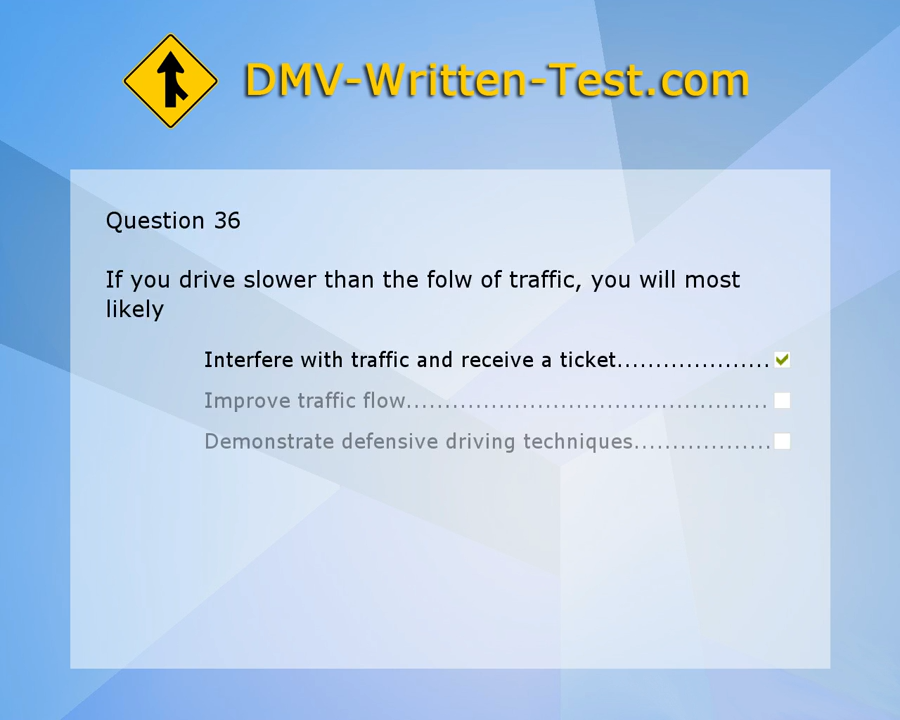 DMV-Written-Test.com
Question 36
If you drive slower than the folw of traffic, you will most
likely
Interfere with traffic and receive a ticket....................
Improve traffic flow...............................................
Demonstrate defensive driving techniques..................